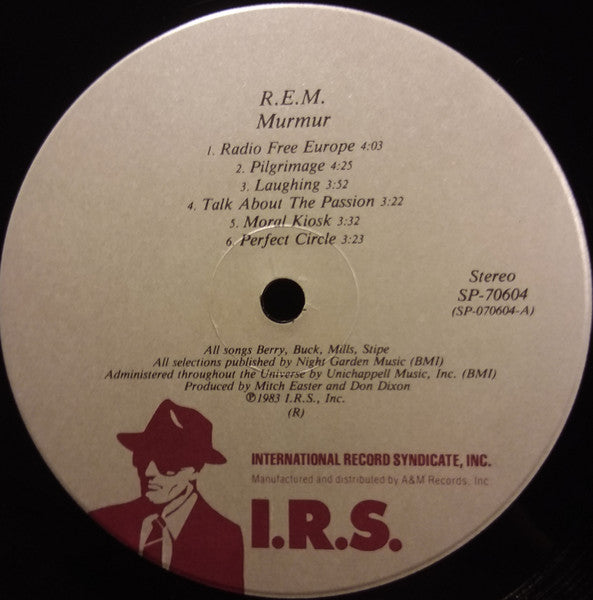 R.E.M.
Murmur
1. Radio Free Europe 4:03
2. Pilgrimage 4:25
3. Laughing 3:52
4. Talk About The Passion 3:22
5. Moral Kiosk 3:32
6. Perfect Circle 3:23
Stereo
SP-70604
(SP-070604-A)
All songs Berry, Buck, Mills, Stipe
All selections published by Night Garden Music (BMI)
Administered throughout the Universe by Unichappell Music, Inc. (BMI)
Produced by Mitch Easter and Don Dixon
℗1983 I.R.S., Inc.
(R)
INTERNATIONAL RECORD SYNDICATE, INC.
Manufactured and distributed by A&M Records, Inc.
I.R.S.